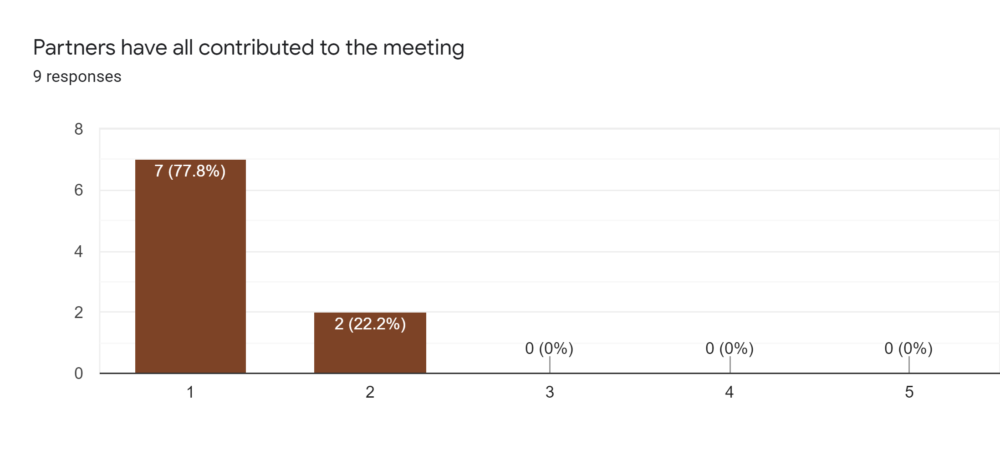 Partners have all contributed to the meeting
9 responses
8
7 (77.8%)
6
4
2
2 (22.2%)
0 (0%) 0 (0%) 0 (0%)
0
1 2 3 4 5